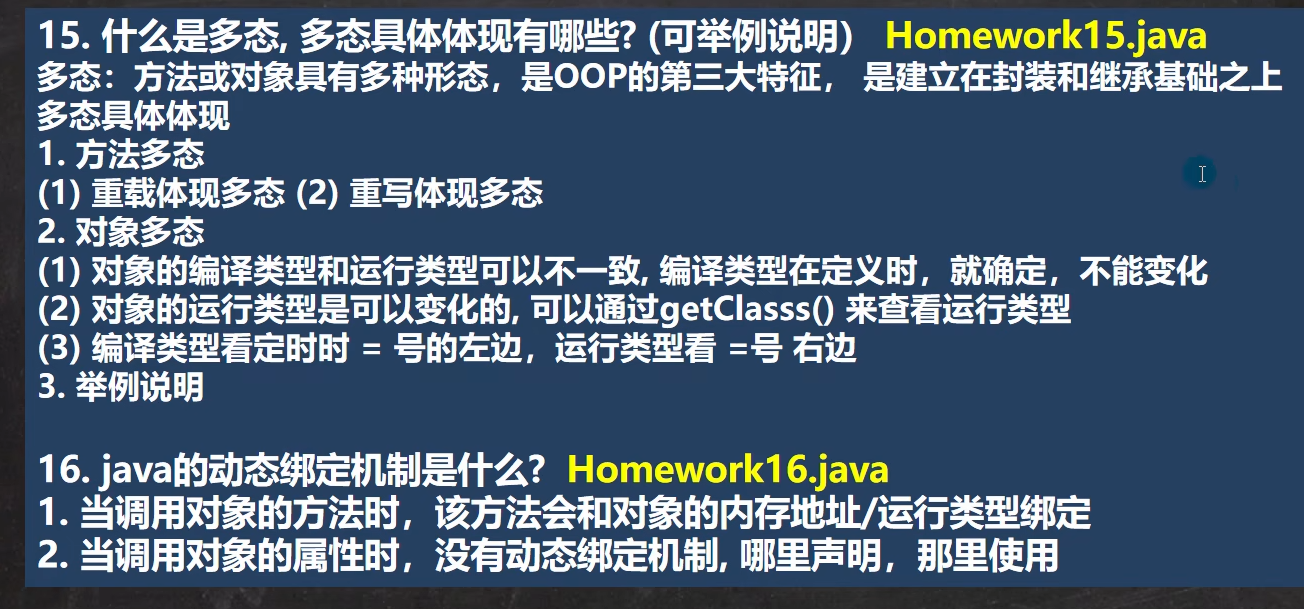 15. 什么是多态, 多态具体体现有哪些? (可举例说明） Homework15.java
多态：方法或对象具有多种形态，是OOP的第三大特征， 是建立在封装和继承基础之上
多态具体体现
1. 方法多态
(1) 重载体现多态 (2) 重写体现多态
2. 对象多态
(1) 对象的编译类型和运行类型可以不一致, 编译类型在定义时，就确定，不能变化
(2) 对象的运行类型是可以变化的, 可以通过getClasss() 来查看运行类型
(3) 编译类型看定时时 = 号的左边，运行类型看 =号 右边
3. 举例说明
16. java的动态绑定机制是什么? Homework16.java
1. 当调用对象的方法时，该方法会和对象的内存地址/运行类型绑定
2. 当调用对象的属性时，没有动态绑定机制, 哪里声明，那里使用